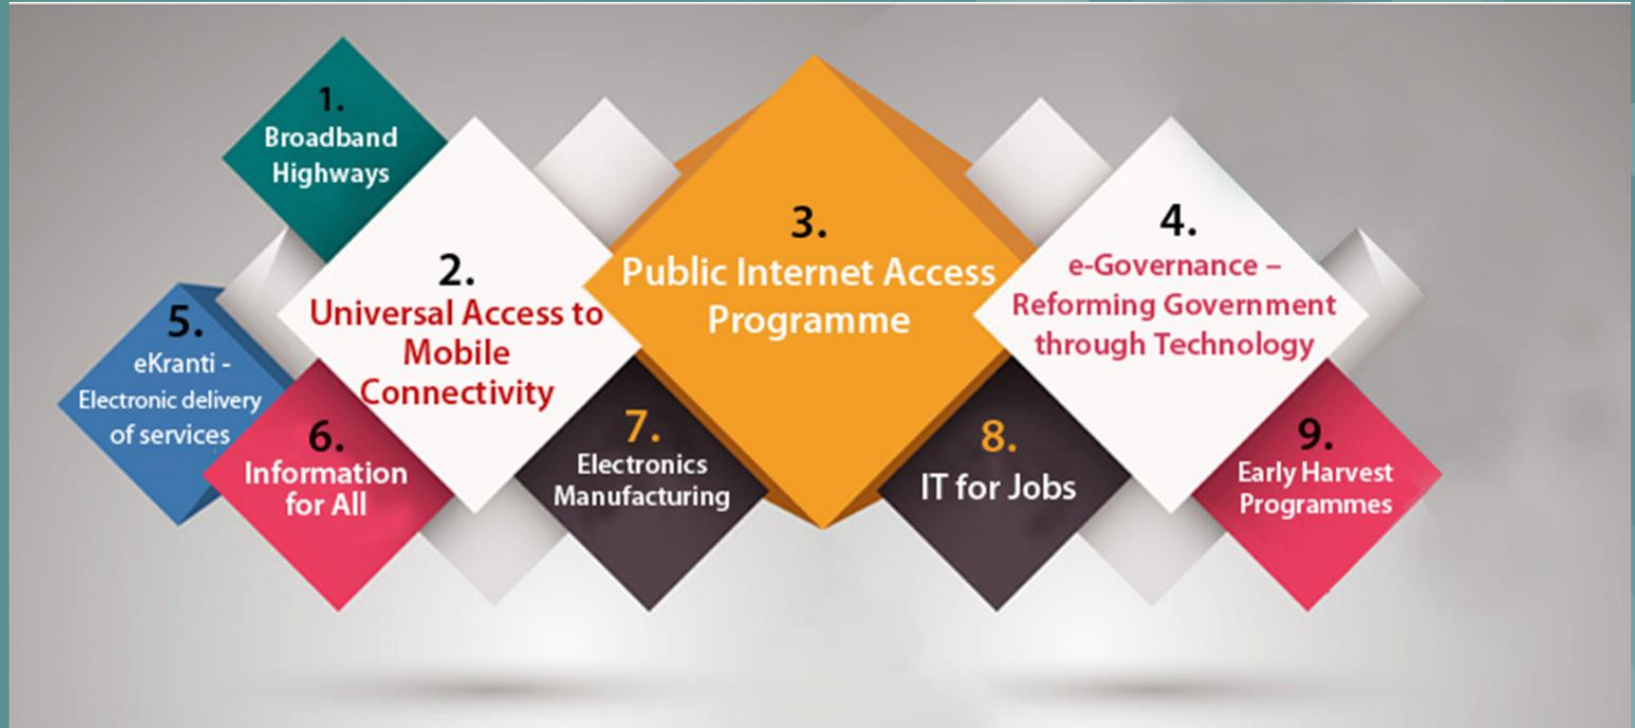 1.
Broadband
Highways
2.
Universal Access to
Mobile
Connectivity
3.
Public Internet Access
Programme
4.
e-Governance –
Reforming Government
through Technology
5.
eKranti -
Electronic delivery
of services
6.
Information
for All
7.
Electronics
Manufacturing
8.
IT for Jobs
9.
Early Harvest
Programmes